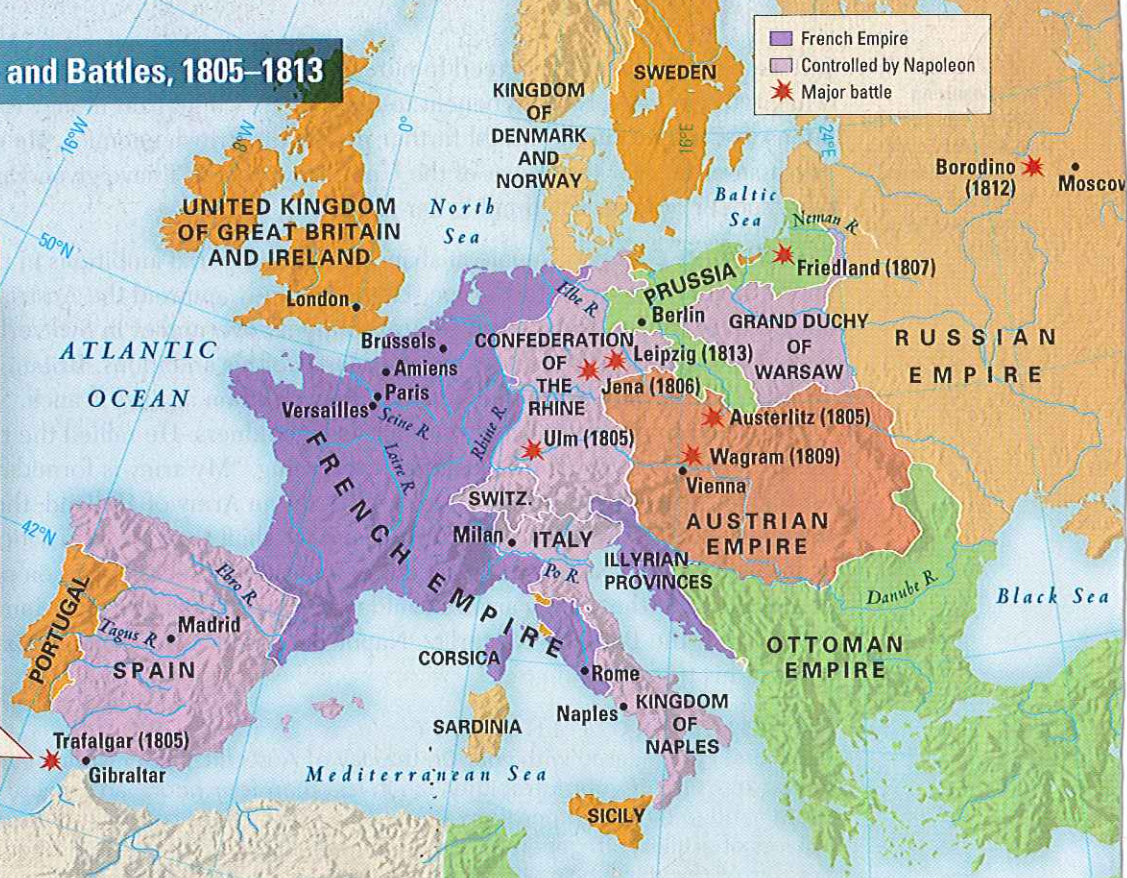 and Battles, 1805–1813
French Empire
Controlled by Napoleon
Major battle
16°W
8°W
0°
16°E
24°E
50°N
42°N
SWEDEN
KINGDOM
OF
DENMARK
AND
NORWAY
Borodino
(1812)
Moscow
UNITED KINGDOM
OF GREAT BRITAIN
AND IRELAND
North
Sea
Baltic
Sea
Neman R.
London
PRUSSIA
Friedland (1807)
Elbe R.
Berlin
Brussels
Amiens
Paris
Versailles
Seine R.
Loire R.
Rhine R.
CONFEDERATION
OF
THE
RHINE
Leipzig (1813)
Jena (1806)
GRAND DUCHY
OF
WARSAW
RUSSIAN
EMPIRE
ATLANTIC
OCEAN
Ulm (1805)
Austerlitz (1805)
Wagram (1809)
Vienna
FRENCH EMPIRE
SWITZ.
Milan
ITALY
AUSTRIAN
EMPIRE
ILLYRIAN
PROVINCES
Po R.
Danube R.
Black Sea
PORTUGAL
Ebro R.
Tagus R.
Madrid
SPAIN
CORSICA
Rome
OTTOMAN
EMPIRE
SARDINIA
Naples
KINGDOM
OF
NAPLES
Trafalgar (1805)
Gibraltar
Mediterranean Sea
SICILY